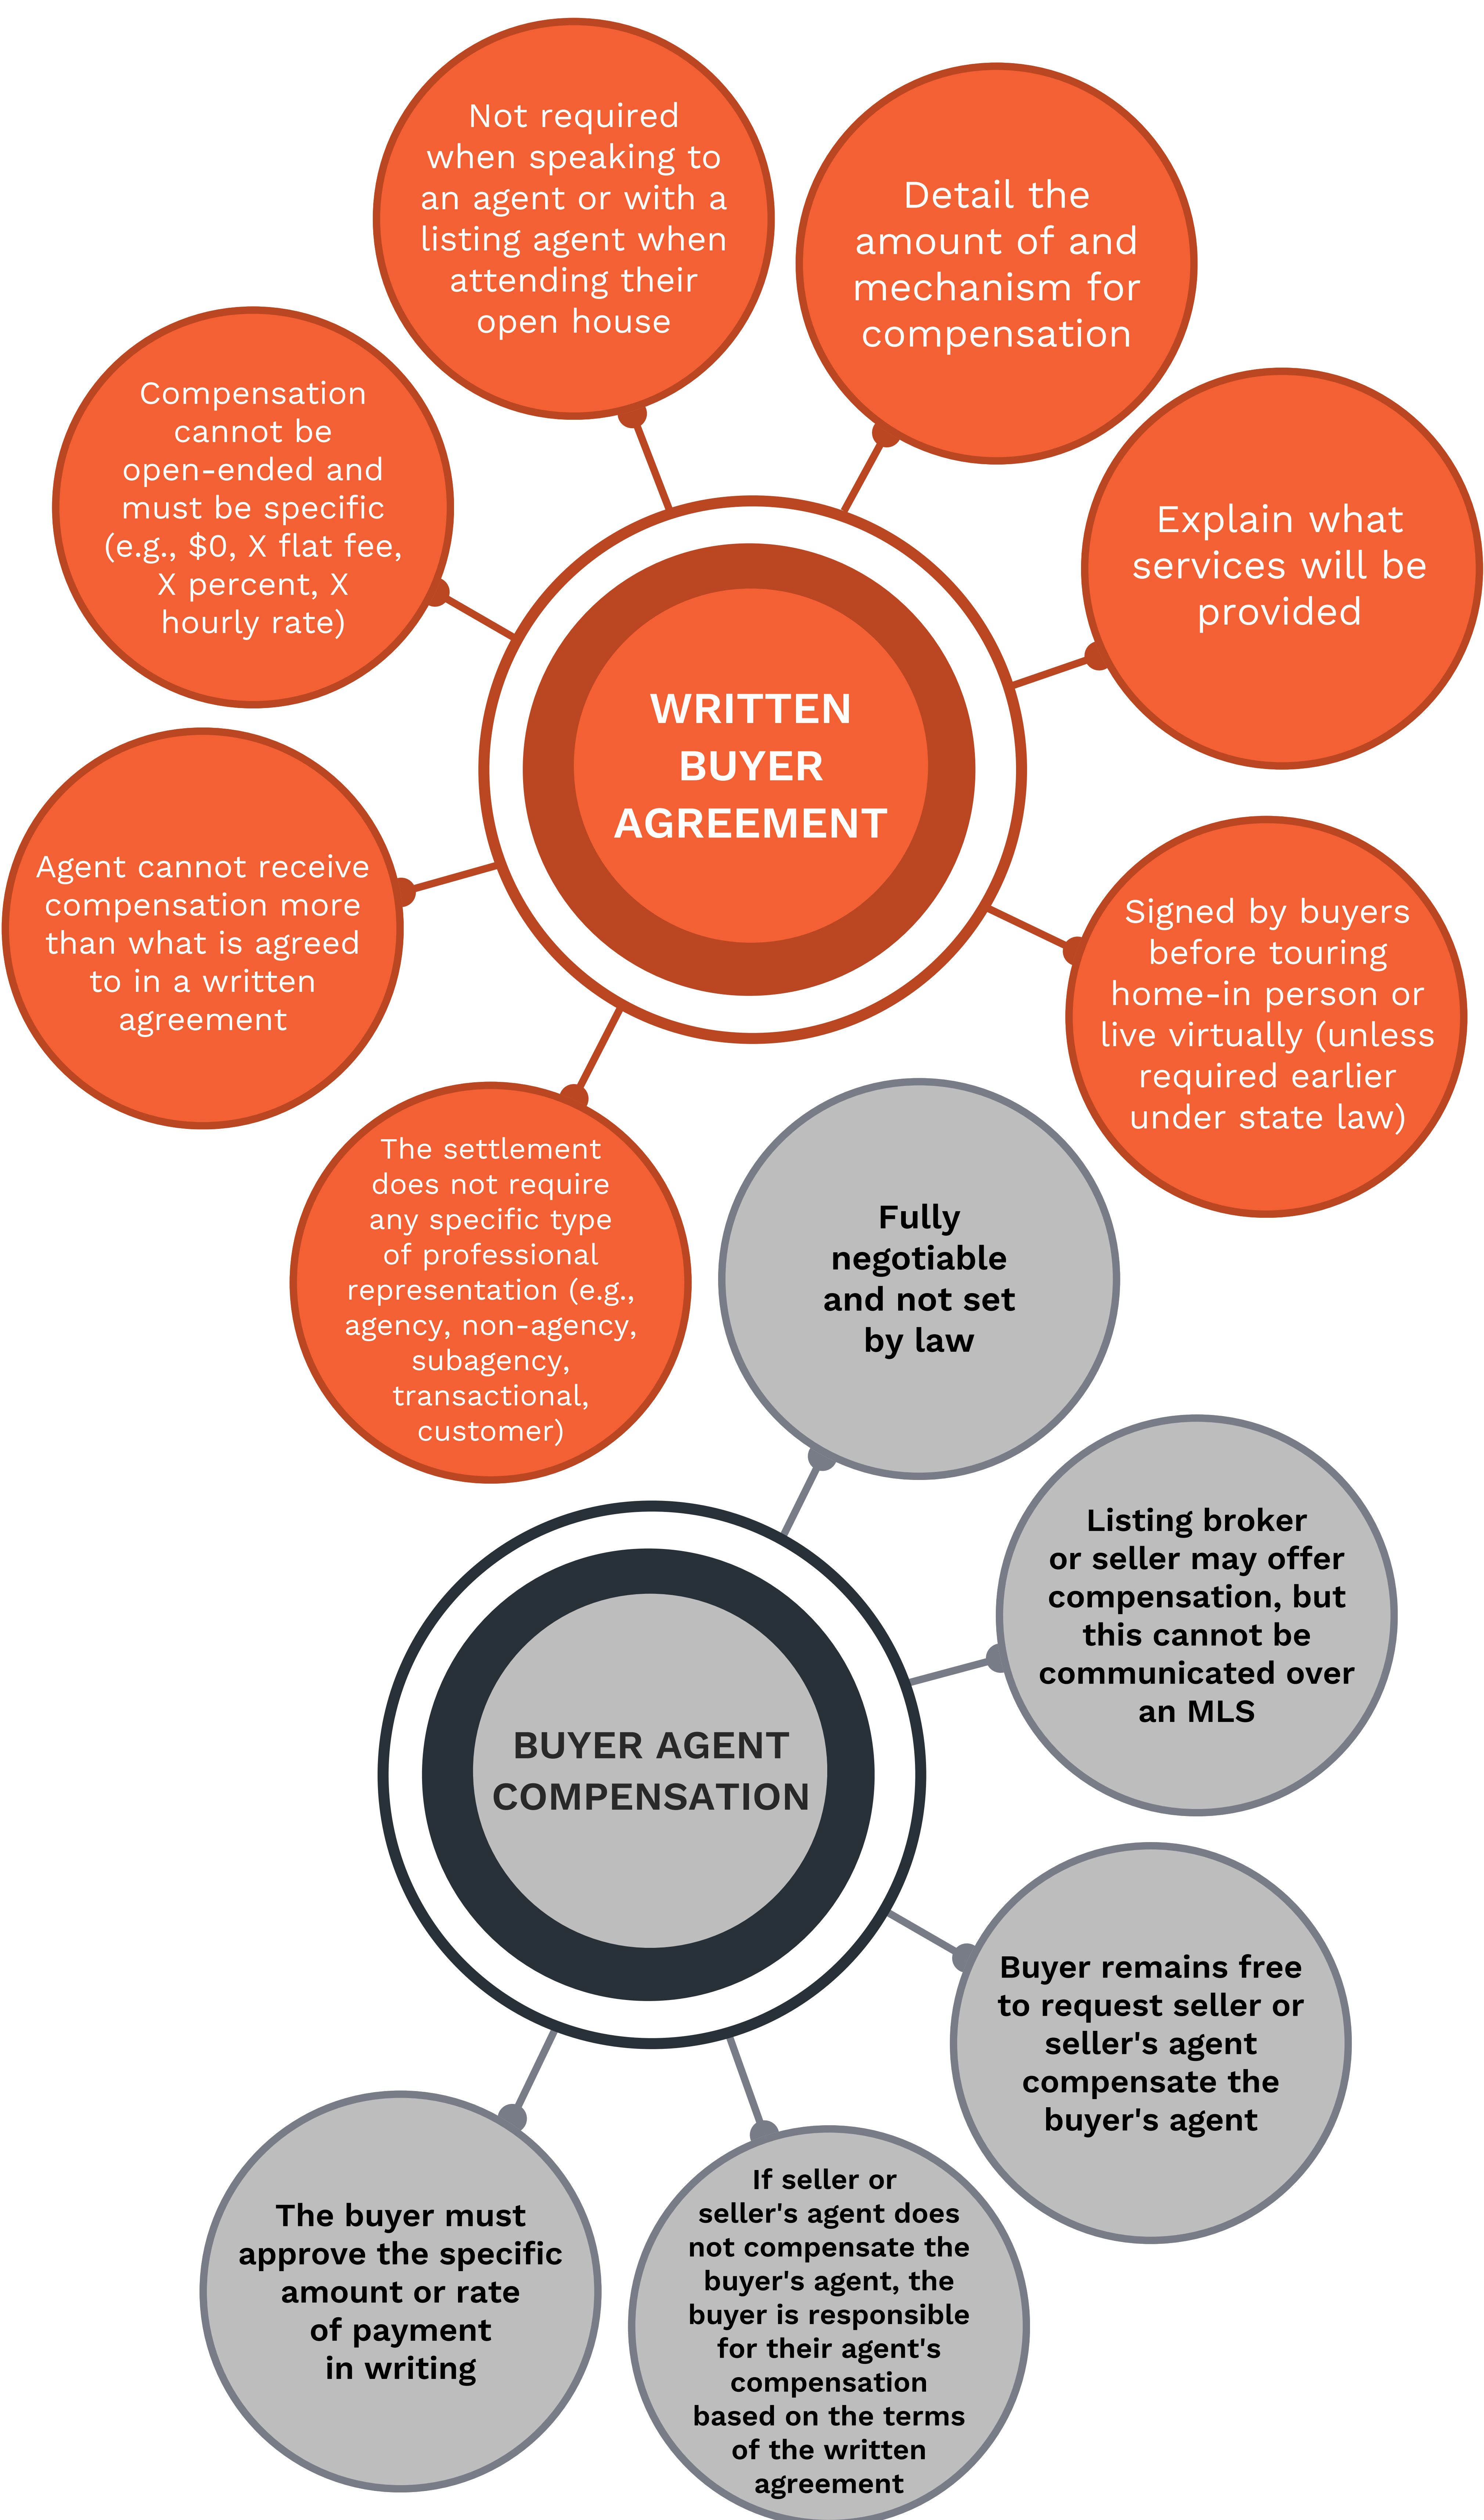 Not required
when speaking to
an agent or with a
listing agent when
attending their
open house
Detail the
amount of and
mechanism for
compensation
Compensation
cannot be
open-ended and
must be specific
(e.g., $0, X flat fee,
X percent, X
hourly rate)
Explain what
services will be
provided
WRITTEN
BUYER
AGREEMENT
Agent cannot receive
compensation more
than what is agreed
to in a written
agreement
Signed by buyers
before touring
home-in person or
live virtually (unless
required earlier
under state law)
The settlement
does not require
any specific type
of professional
representation (e.g.,
agency, non-agency,
subagency,
transactional,
customer)
Fully
negotiable
and not set
by law
Listing broker
or seller may offer
compensation, but
this cannot be
communicated over
an MLS
BUYER AGENT
COMPENSATION
Buyer remains free
to request seller or
seller's agent
compensate the
buyer's agent
The buyer must
approve the specific
amount or rate
of payment
in writing
If seller or
seller's agent does
not compensate the
buyer's agent, the
buyer is responsible
for their agent's
compensation
based on the terms
of the written
agreement